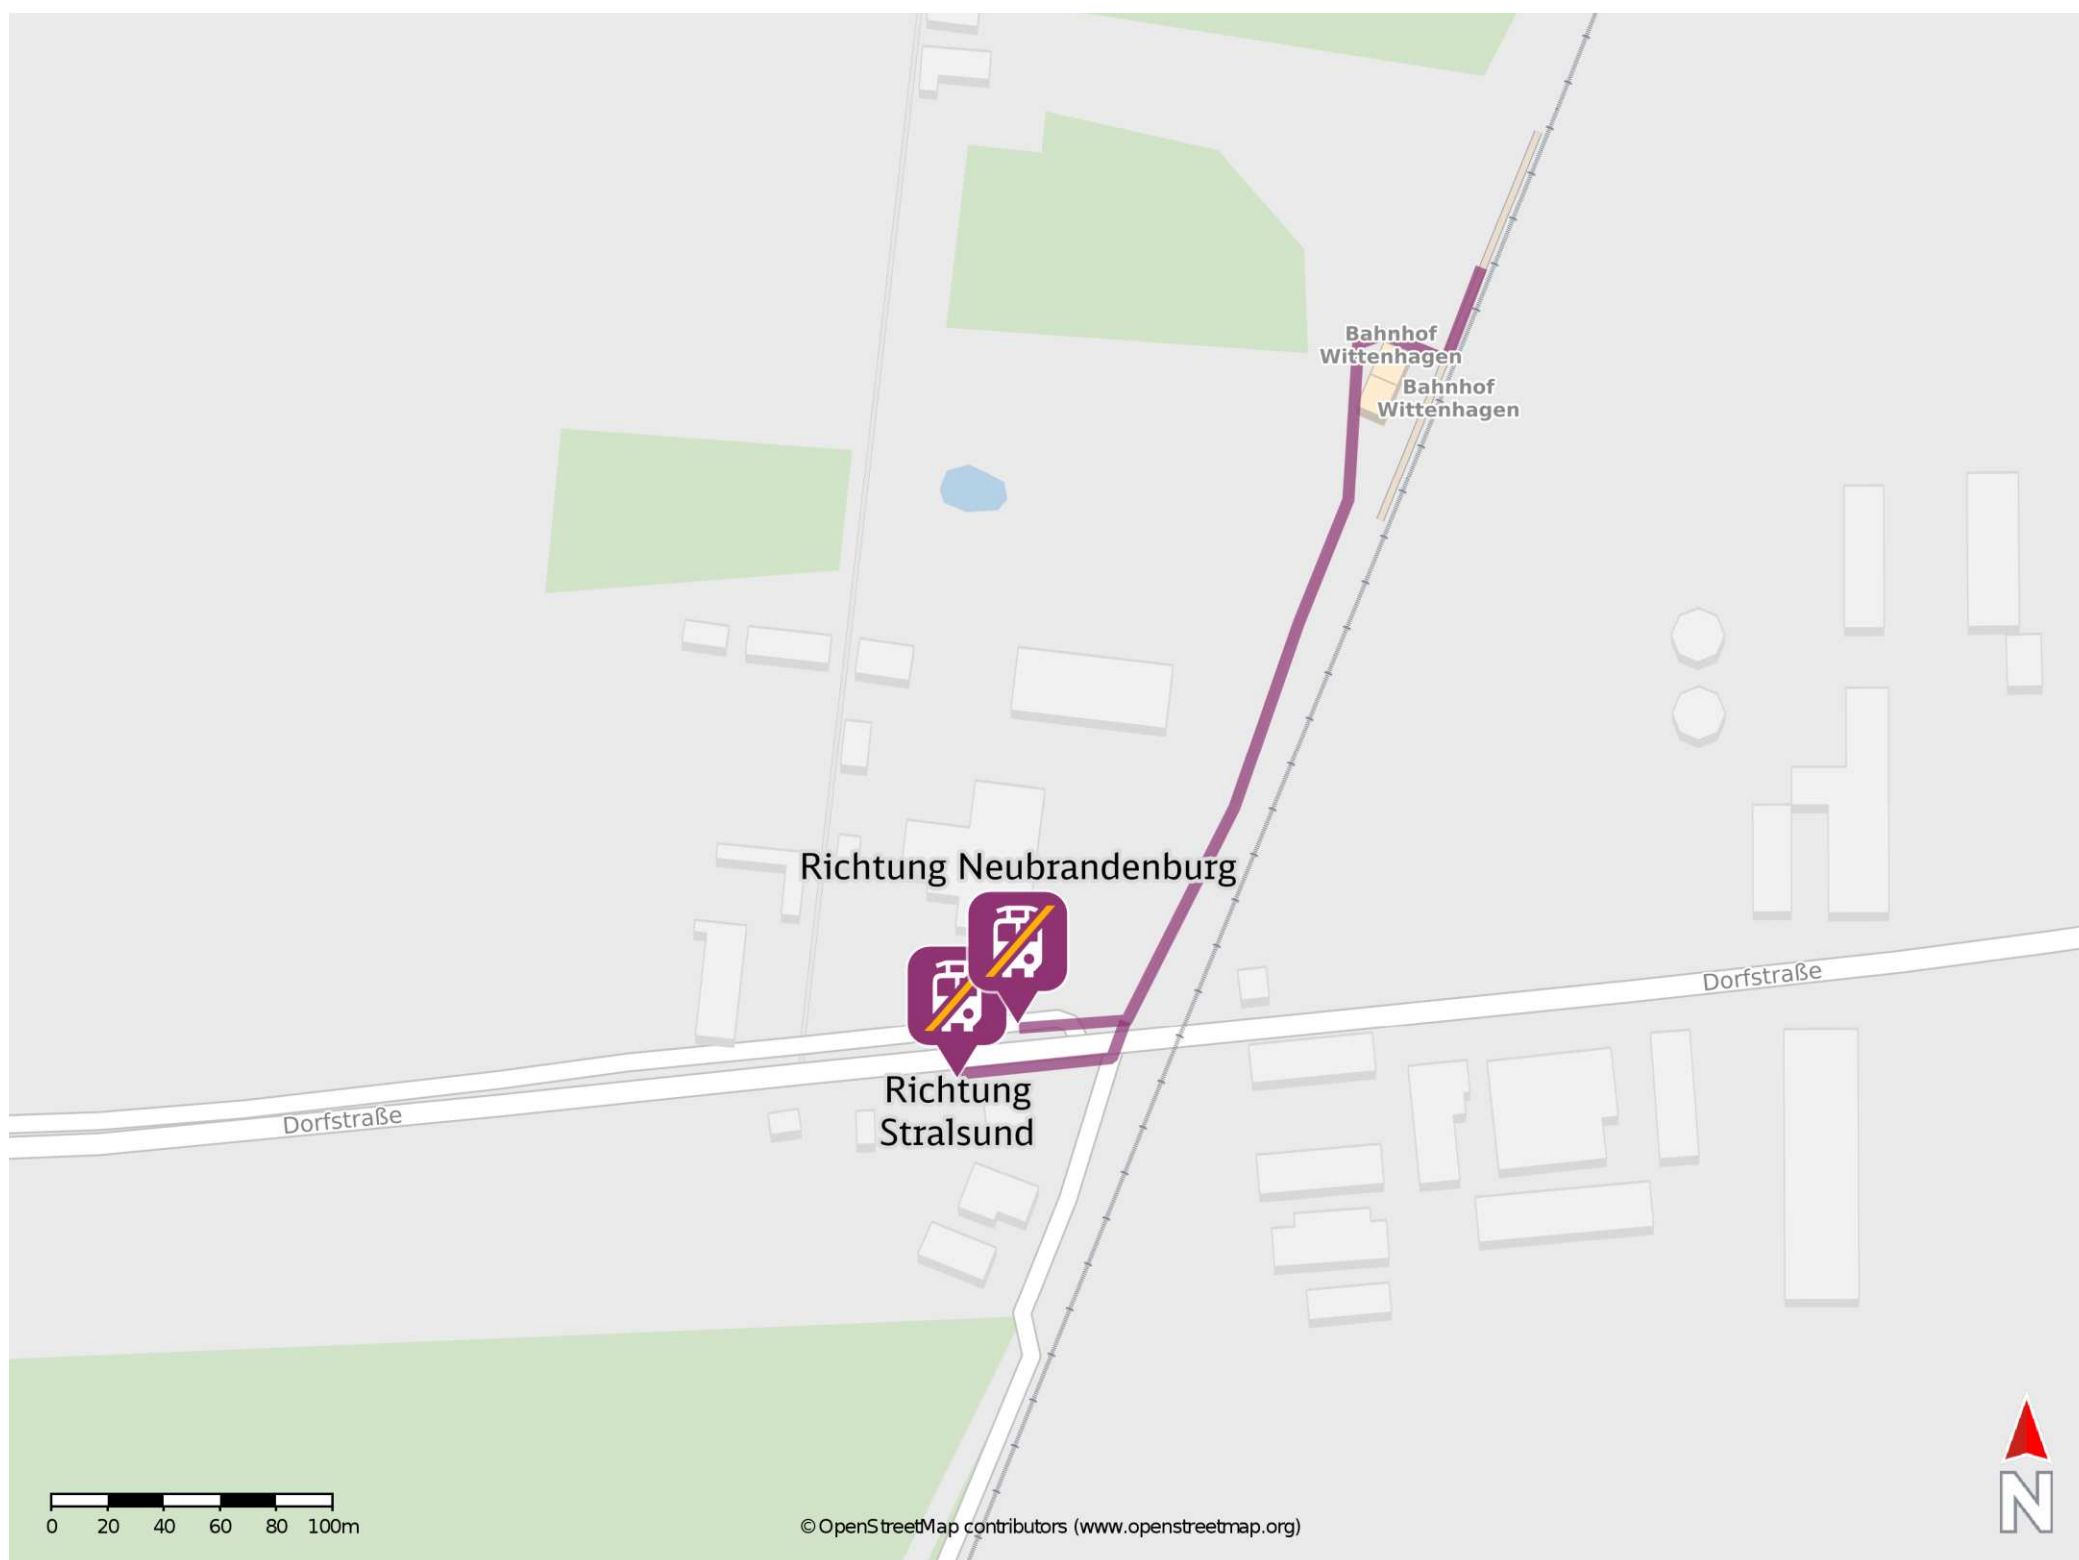 Bahnhof
Wittenhagen
Bahnhof
Wittenhagen
Richtung Neubrandenburg
Dorfstraße
Richtung
Stralsund
Dorfstraße
0 20 40 60 80 100m
© OpenStreetMap contributors (www.openstreetmap.org)
N